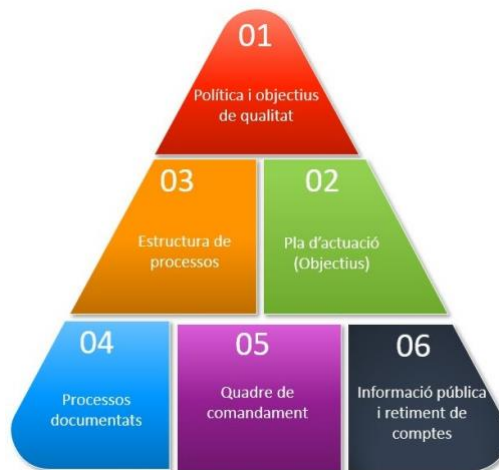 01
Política i objectius
de qualitat
03
Estructura de
processos
02
Pla d'actuació
(Objectius)
04
Processos
documentats
05
Quadre de
comandament
06
Informació pública
i retiment de
comptes